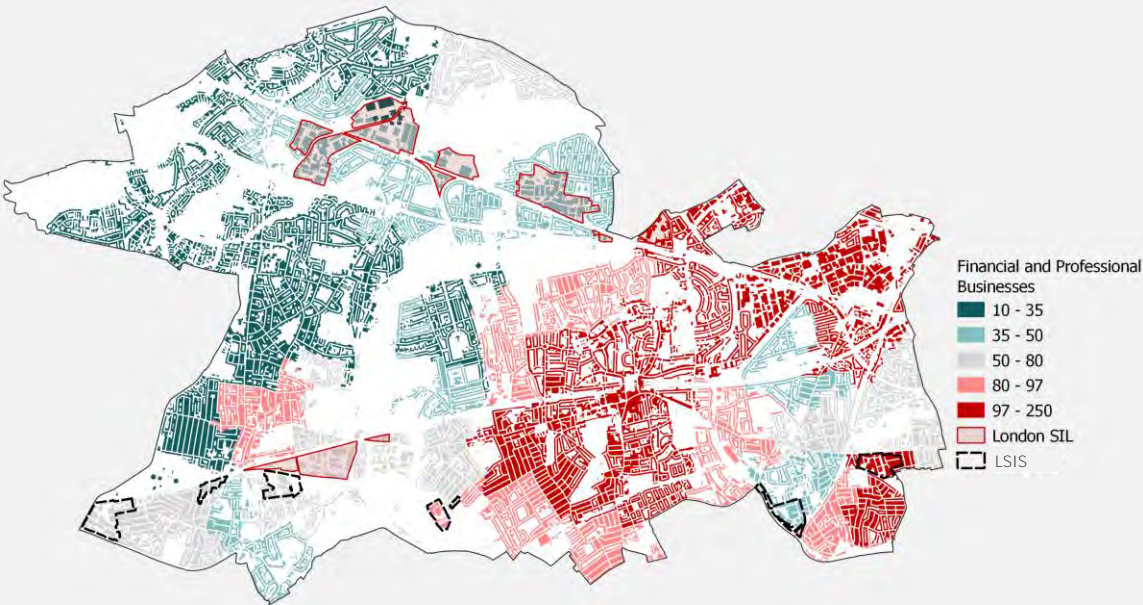 Financial and Professional
Businesses
10 - 35
35 - 50
50 - 80
80 - 97
97 - 250
London SIL
LSIS